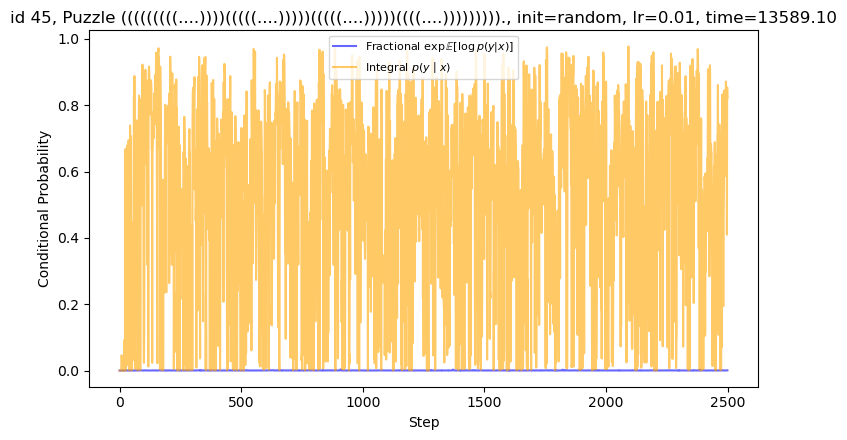 id 45, Puzzle (((((((((....))))(((((....)))))(((((....)))))((((....)))))))))., init=random, lr=0.01, time=13589.10
Fractional exp𝔼[log p(y|x)]
Integral p(y | x)
1.0
0.8
0.6
0.4
0.2
0.0
Conditional Probability
0 500 1000 1500 2000 2500
Step